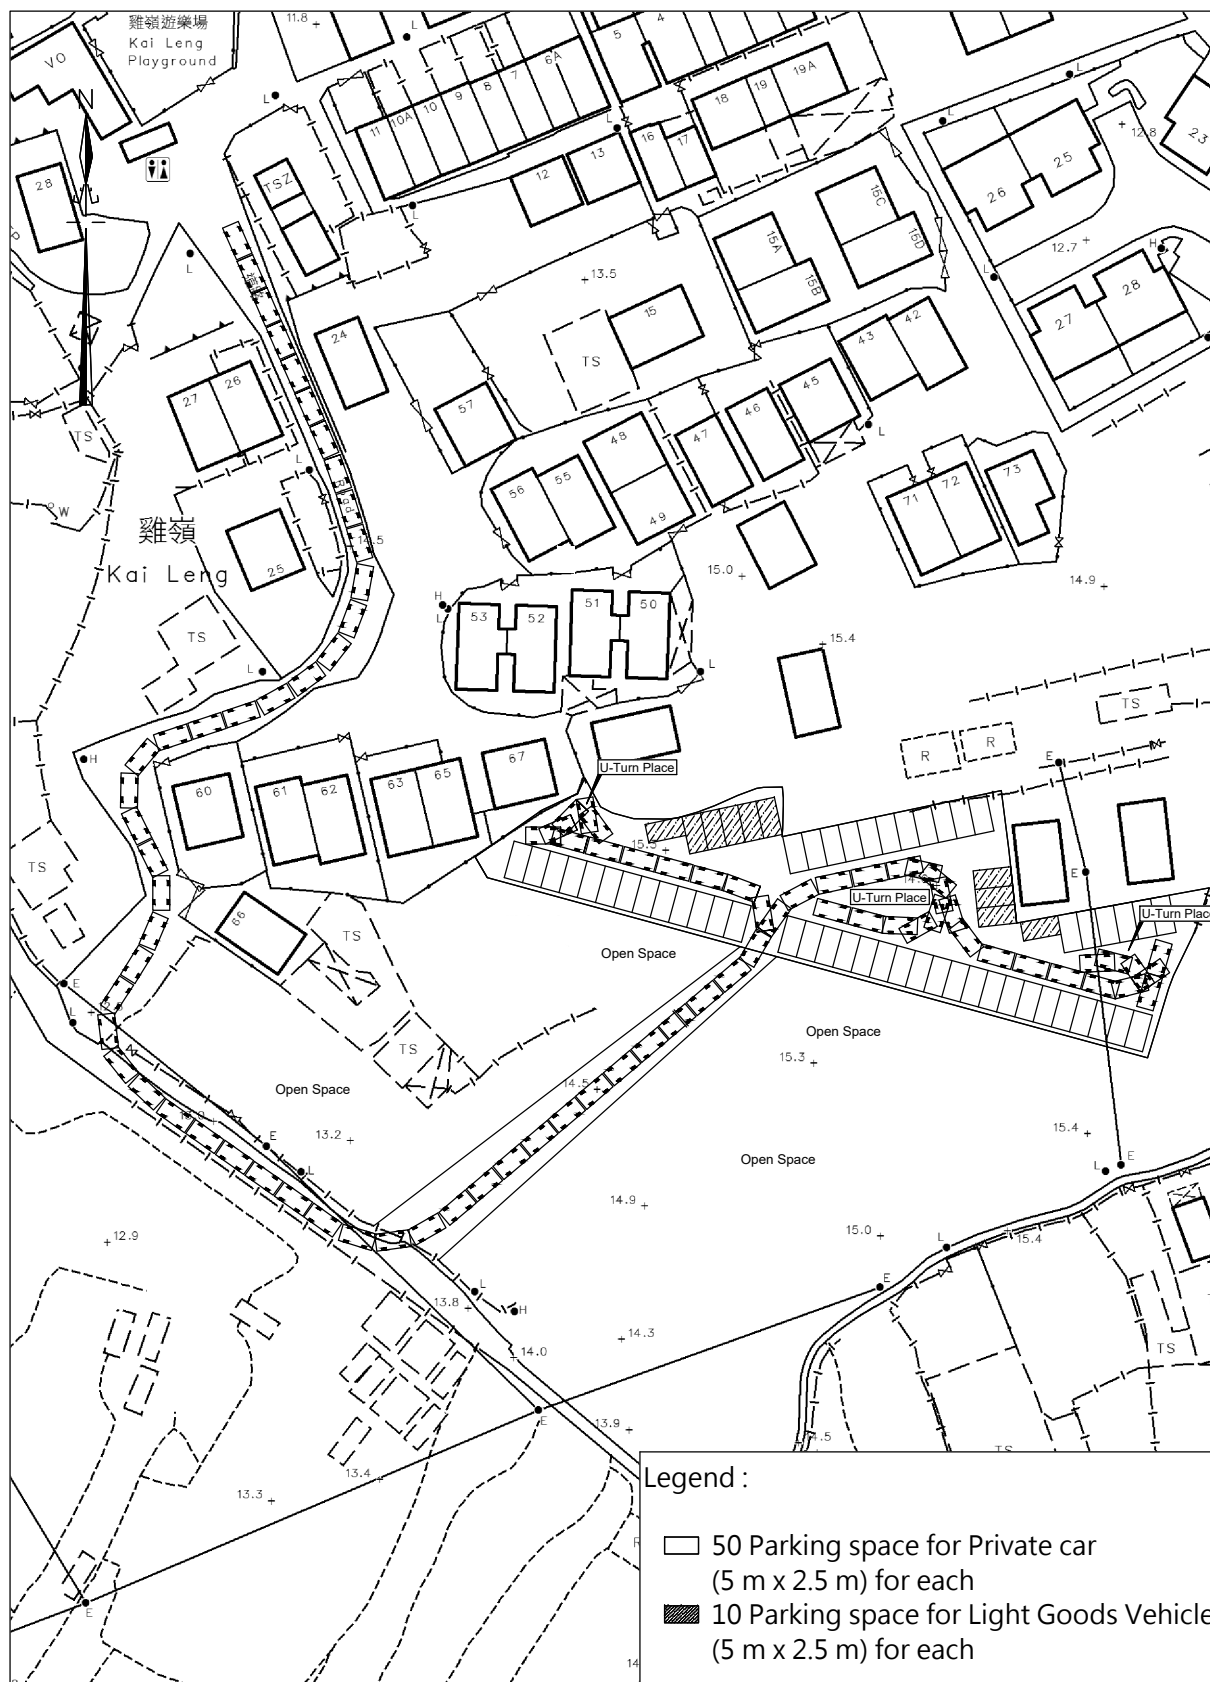 雞嶺遊樂場
Kai Leng
Playground
11.8
L
VO
N
28
TSZ
11
10A
10
9
8
7
6A
5
4
18
19
19A
16
17
12
13
12.8
25
26
23
15C
15D
15A
15B
13.5
12.7
H
27
28
24
15
TS
43
42
45
46
47
48
49
57
56
55
27
26
TS
W
雞嶺
Kai Leng
25
14.5
71
72
73
15.0
14.9
53
52
51
50
TS
15.4
TS
R
R
E
60
61
62
63
65
67
U-Turn Place
15.3
U-Turn Place
U-Turn Place
TS
66
TS
Open Space
Open Space
Open Space
TS
14.5
15.3
13.2
15.4
Open Space
14.9
15.0
15.4
12.9
13.8
14.3
14.0
13.9
TS
13.4
13.3
Legend :
50 Parking space for Private car
(5 m x 2.5 m) for each
10 Parking space for Light Goods Vehicle
(5 m x 2.5 m) for each